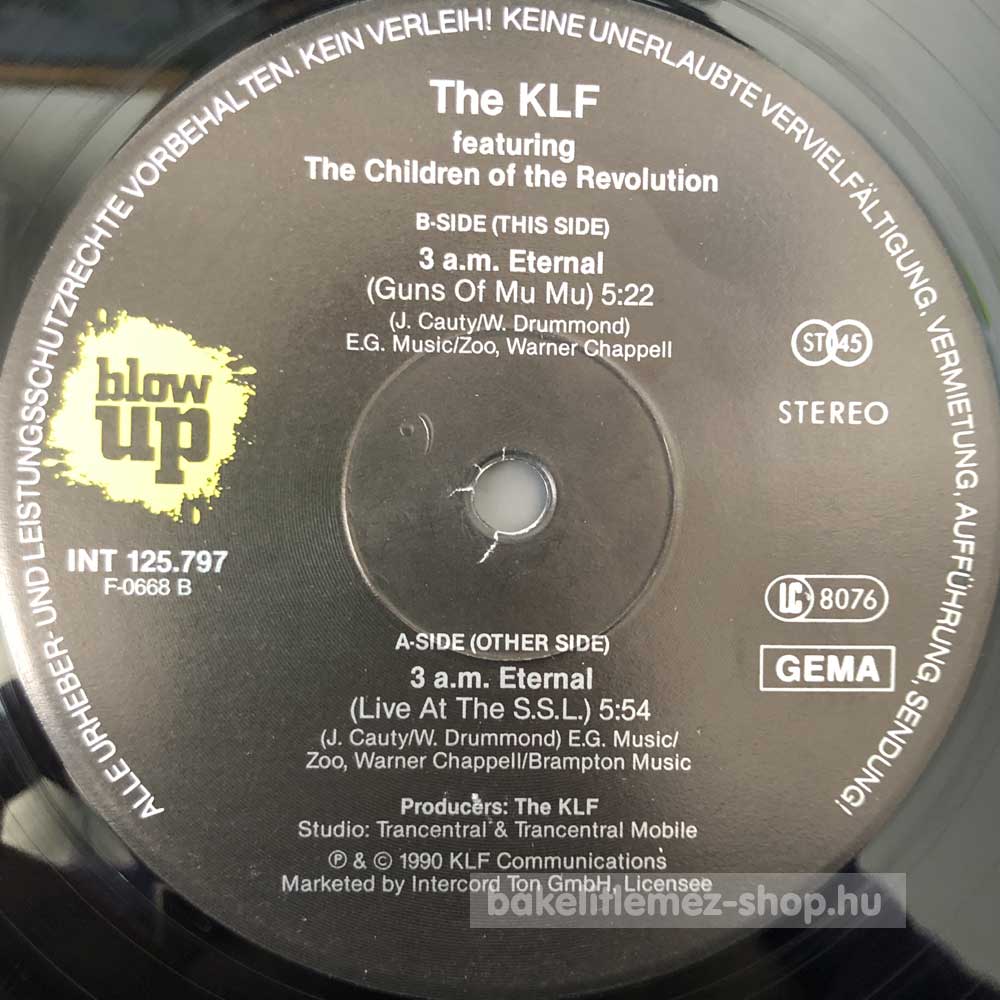 ALLE URHEBER- UND LEISTUNGSSCHUTZRECHTE VORBEHALTEN. KEIN VERLEIH! KEINE UNERLAUBTE VERVIELFÄLTIGUNG, VERMIETUNG, AUFFÜHRUNG, SENDUNG!
The KLF
featuring
The Children of the Revolution
B-SIDE (THIS SIDE)
3 a.m. Eternal
(Guns Of Mu Mu) 5:22
(J. Cauty/W. Drummond)
E.G. Music/Zoo, Warner Chappell
ST 45
STEREO
blow
up
INT 125.797
F-0668 B
LC 8076
GEMA
A-SIDE (OTHER SIDE)
3 a.m. Eternal
(Live At The S.S.L.) 5:54
(J. Cauty/W. Drummond) E.G. Music/
Zoo, Warner Chappell/Brampton Music
Producers: The KLF
Studio: Trancentral & Trancentral Mobile
℗ & © 1990 KLF Communications
Marketed by Intercord Ton GmbH, Licensee
bakelitlemez-shop.hu